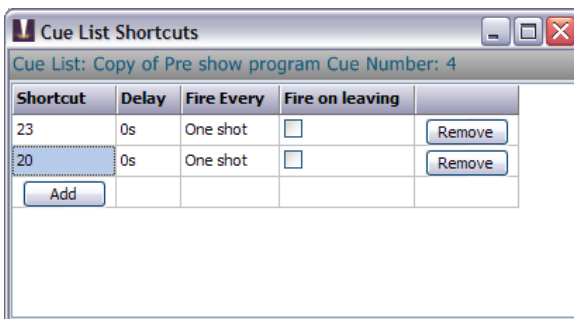 Cue List Shortcuts
Cue List: Copy of Pre show program Cue Number: 4
Shortcut Delay Fire Every Fire on leaving
23 0s One shot Remove
20 0s One shot Remove
Add